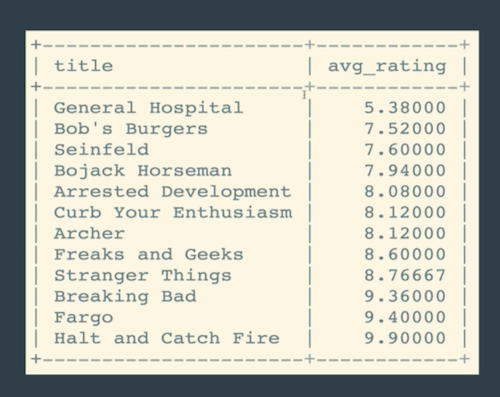 +----------------------+------------+
| title                | avg_rating |
+----------------------+------------+
| General Hospital     |    5.38000 |
| Bob's Burgers        |    7.52000 |
| Seinfeld             |    7.60000 |
| Bojack Horseman      |    7.94000 |
| Arrested Development |    8.08000 |
| Curb Your Enthusiasm |    8.12000 |
| Archer               |    8.12000 |
| Freaks and Geeks     |    8.60000 |
| Stranger Things      |    8.76667 |
| Breaking Bad         |    9.36000 |
| Fargo                |    9.40000 |
| Halt and Catch Fire  |    9.90000 |
+----------------------+------------+